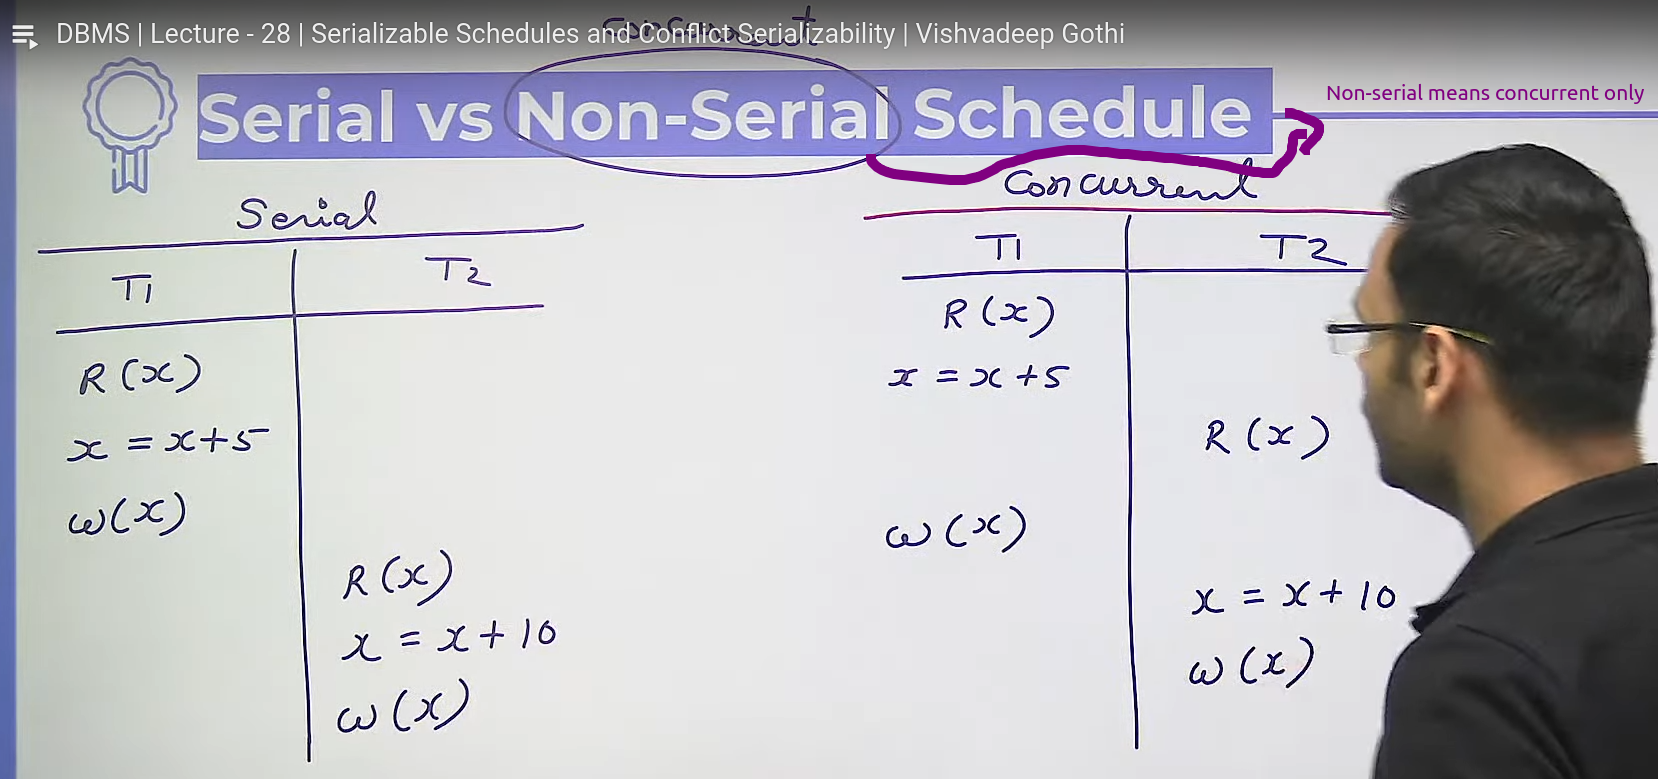 concurrent
DBMS | Lecture - 28 | Serializable Schedules and Conflict Serializability | Vishvadeep Gothi
Serial vs Non-Serial Schedule
Non-serial means concurrent only
Serial
T1 T2
R(x)
x = x+5
w(x)
R(x)
x = x+10
w(x)
Concurrent
T1 T2
R(x)
x = x+5
R(x)
w(x)
x = x+10
w(x)